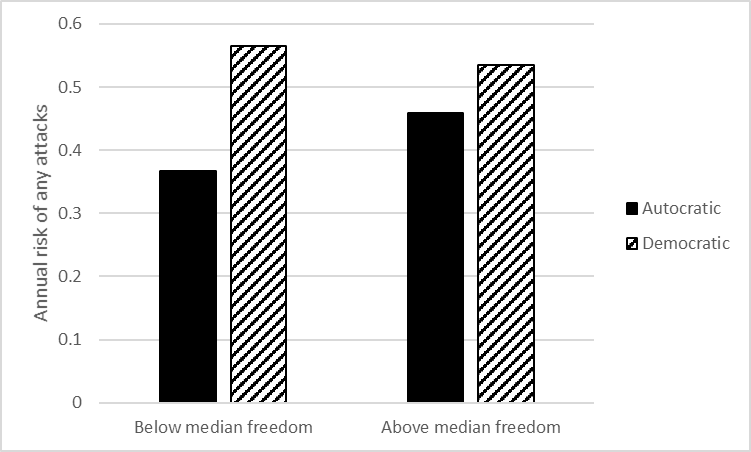 Annual risk of any attacks
0.6
0.5
0.4
0.3
0.2
0.1
0
Below median freedom
Above median freedom
Autocratic
Democratic